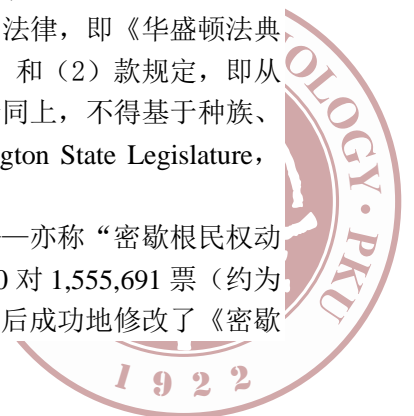 法律，即《华盛顿法典
和（2）款规定，即从
同上，不得基于种族、
gton State Legislature，
—亦称“密歇根民权动
0 对 1,555,691 票（约为
后成功地修改了《密歇
OLOGY · PKU
1922